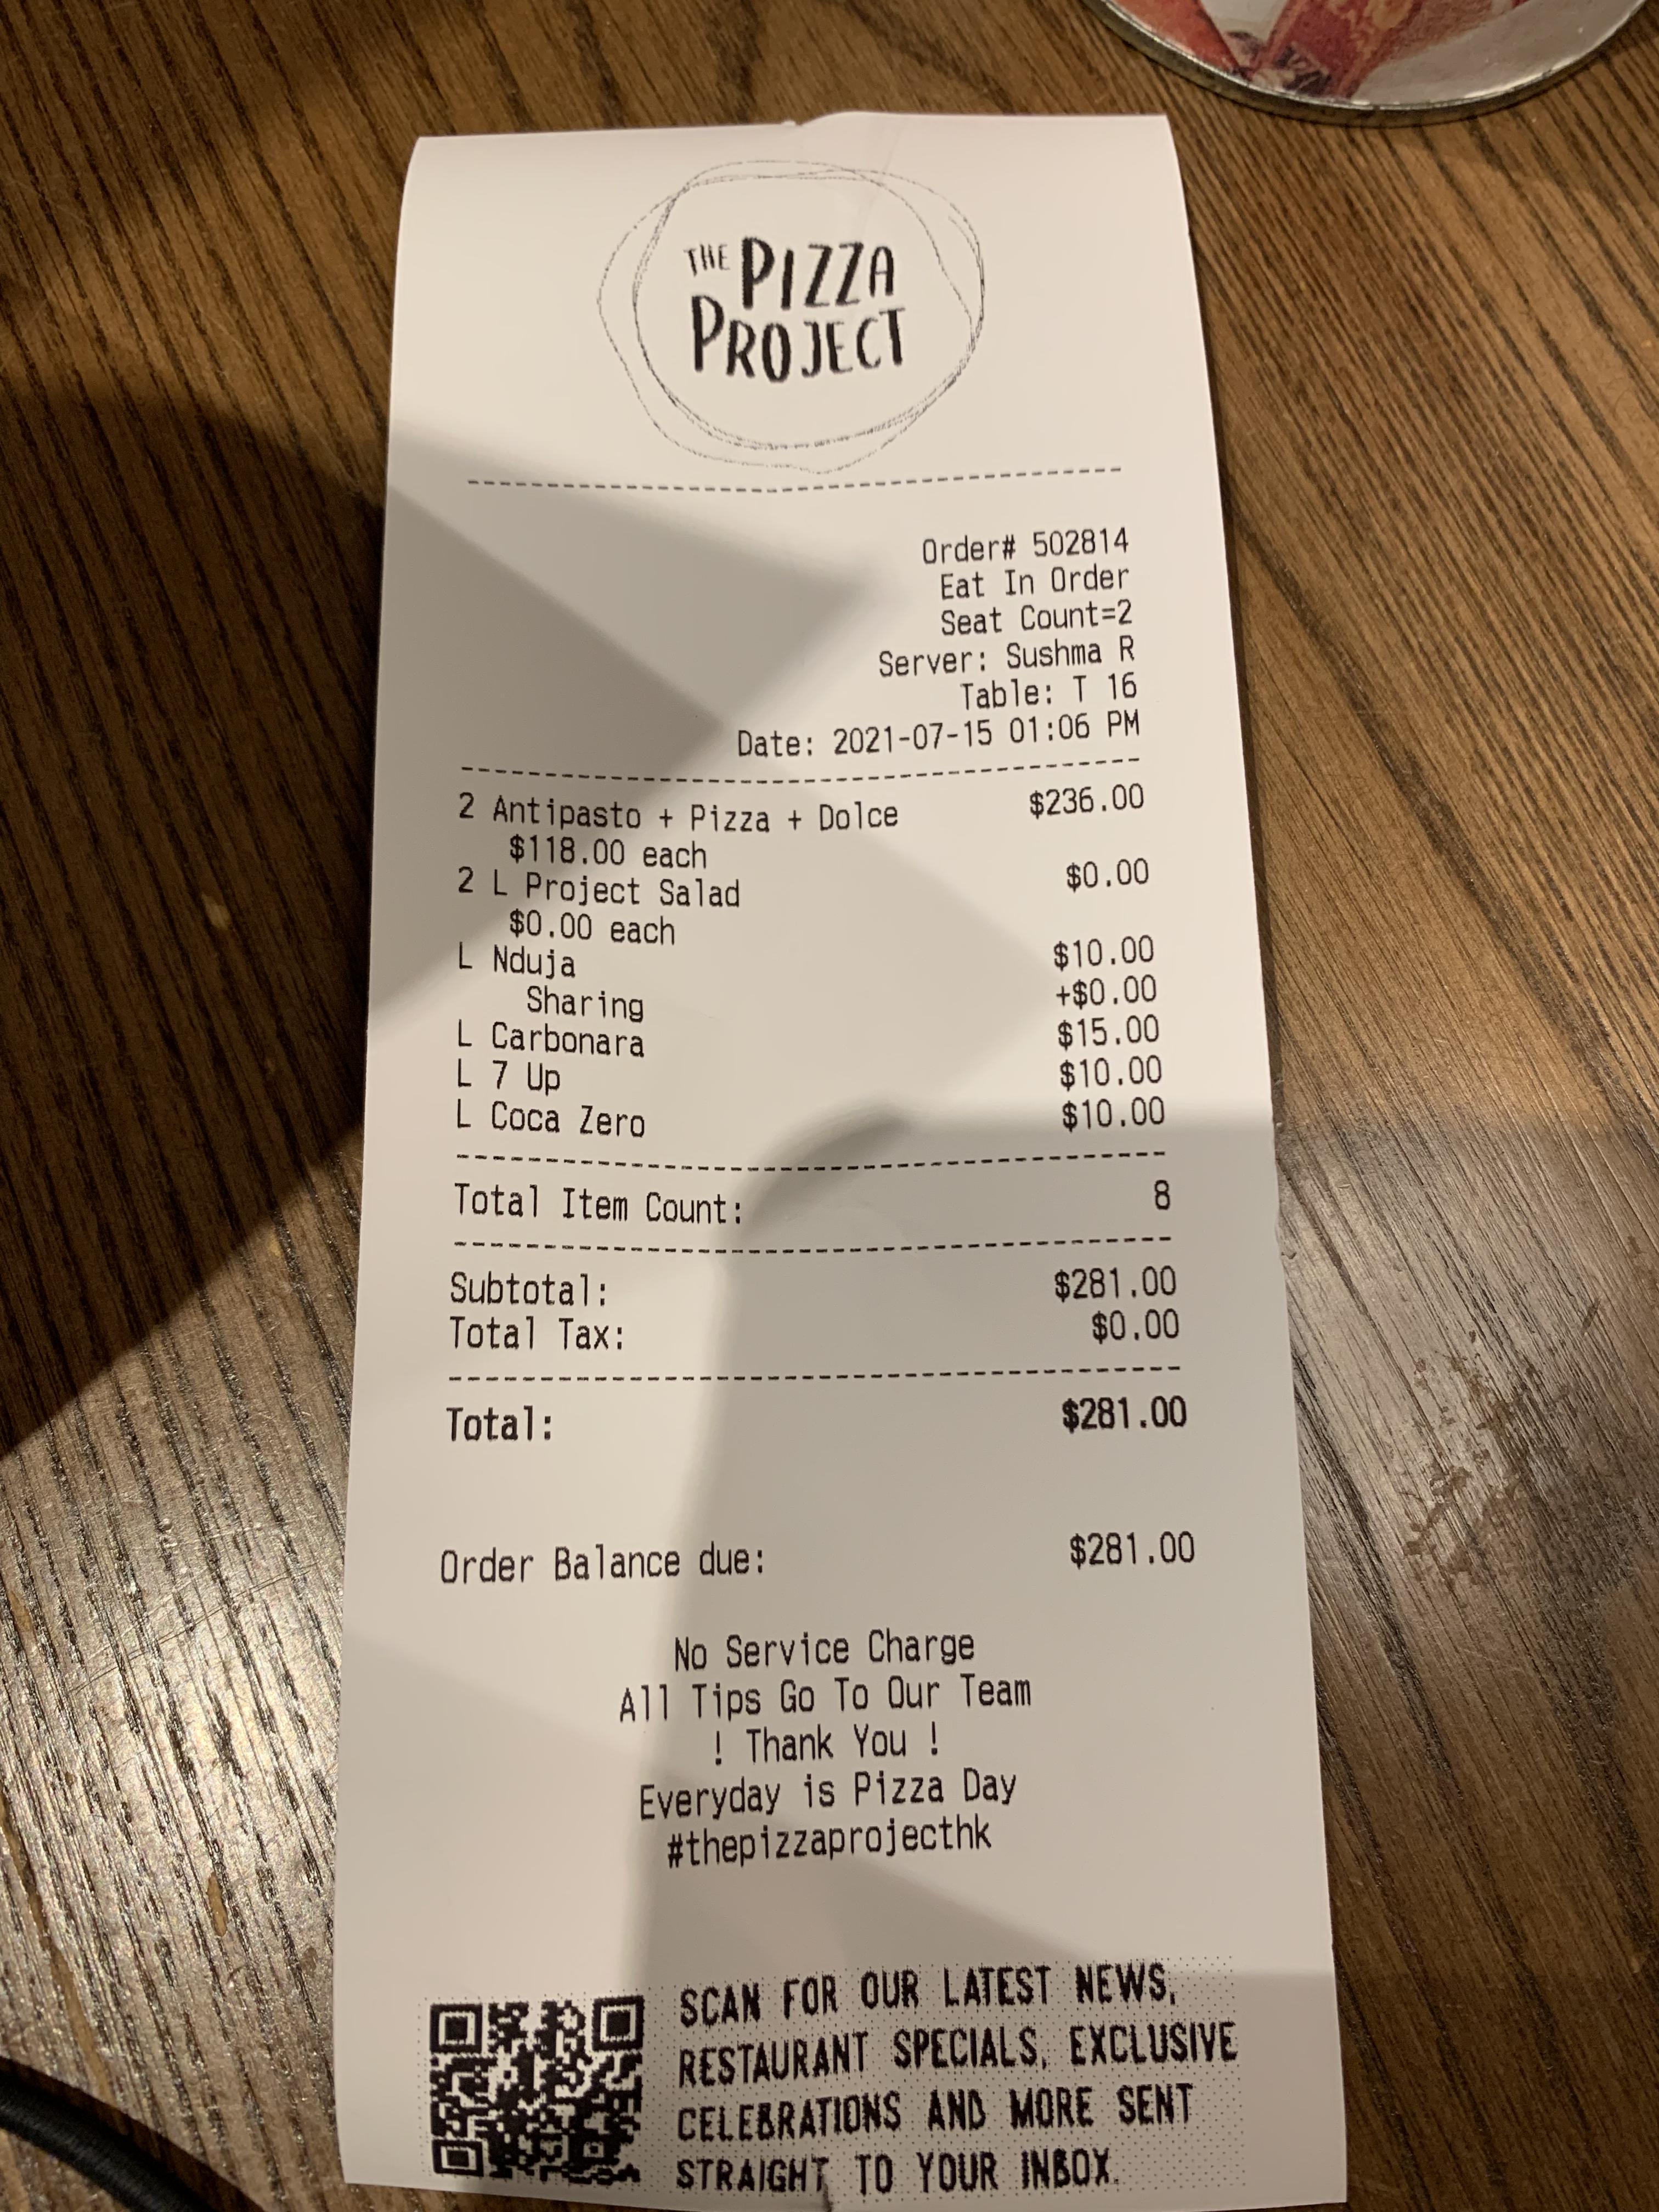 THE PIZZA
PROJECT
Order# 502814
Eat In Order
Seat Count=2
Server: Sushma R
Table: T 16
Date: 2021-07-15 01:06 PM
2 Antipasto + Pizza + Dolce $236.00
$118.00 each
2 L Project Salad $0.00
$0.00 each
L Nduja $10.00
Sharing +$0.00
L Carbonara $15.00
L 7 Up $10.00
L Coca Zero $10.00
Total Item Count: 8
Subtotal: $281.00
Total Tax: $0.00
Total: $281.00
Order Balance due: $281.00
No Service Charge
All Tips Go To Our Team
! Thank You !
Everyday is Pizza Day
#thepizzaprojecthk
SCAN FOR OUR LATEST NEWS,
RESTAURANT SPECIALS, EXCLUSIVE
CELEBRATIONS AND MORE SENT
STRAIGHT TO YOUR INBOX.